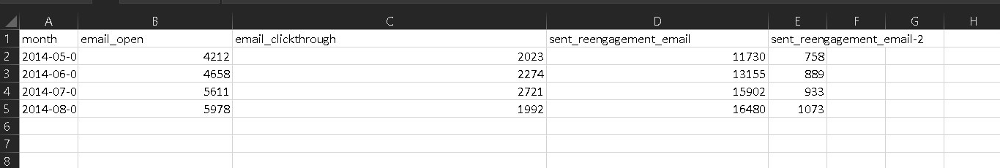 A B C D E F G H
1 month email_open email_clickthrough sent_reengagement_email sent_reengagement_email-2
2 2014-05-0 4212 2023 11730 758
3 2014-06-0 4658 2274 13155 889
4 2014-07-0 5611 2721 15902 933
5 2014-08-0 5978 1992 16480 1073
6
7
8